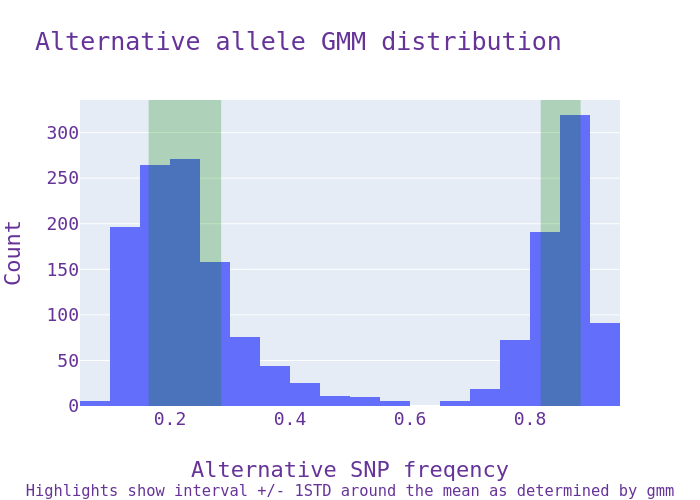 Alternative allele GMM distribution
Count
300
250
200
150
100
50
0
0.2 0.4 0.6 0.8
Alternative SNP freqency
Highlights show interval +/- 1STD around the mean as determined by gmm